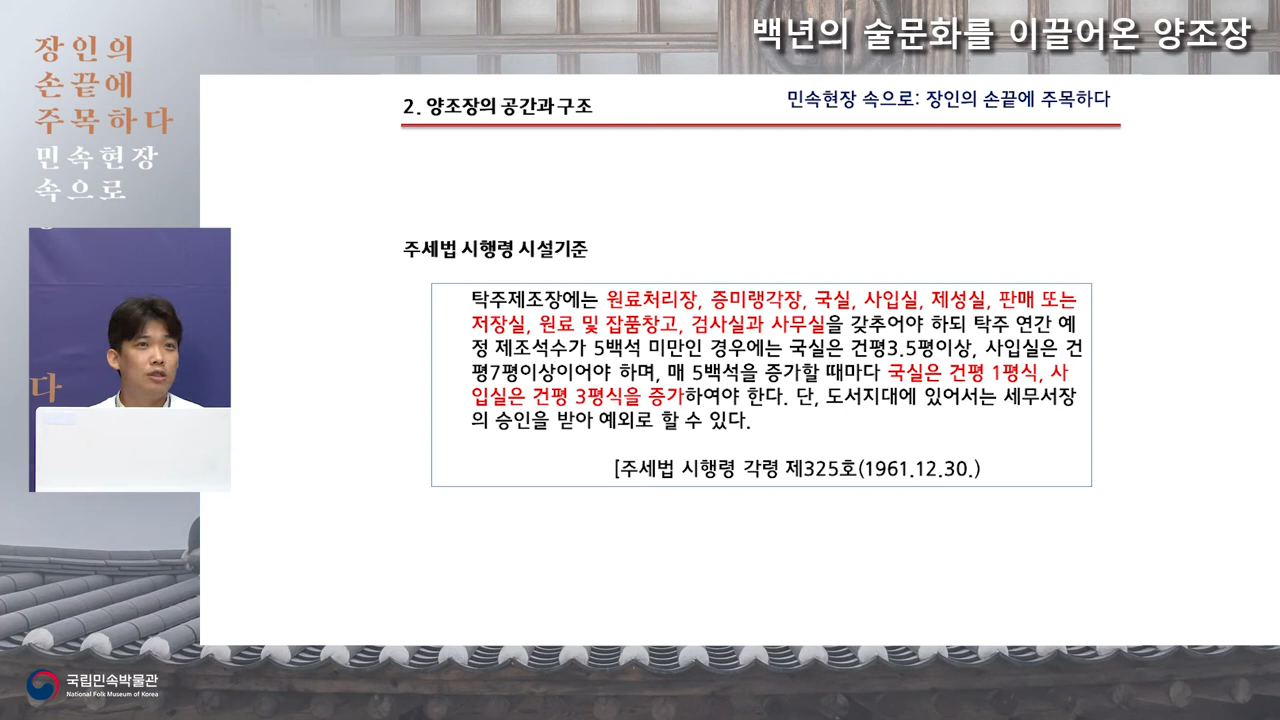 백년의 술문화를 이끌어온 양조장
장인의
손끝에
주목하다
민속현장
속으로
2. 양조장의 공간과 구조
민속현장 속으로: 장인의 손끝에 주목하다
주세법 시행령 시설기준
탁주제조장에는 원료처리장, 증미랭각장, 국실, 사입실, 제성실, 판매 또는
저장실, 원료 및 잡품창고, 검사실과 사무실을 갖추어야 하되 탁주 연간 예
정 제조석수가 5백석 미만인 경우에는 국실은 건평3.5평이상, 사입실은 건
평7평이상이어야 하며, 매 5백석을 증가할 때마다 국실은 건평 1평식, 사
입실은 건평 3평식을 증가하여야 한다. 단, 도서지대에 있어서는 세무서장
의 승인을 받아 예외로 할 수 있다.
[주세법 시행령 각령 제325호(1961.12.30.)
다
국립민속박물관
National Folk Museum of Korea